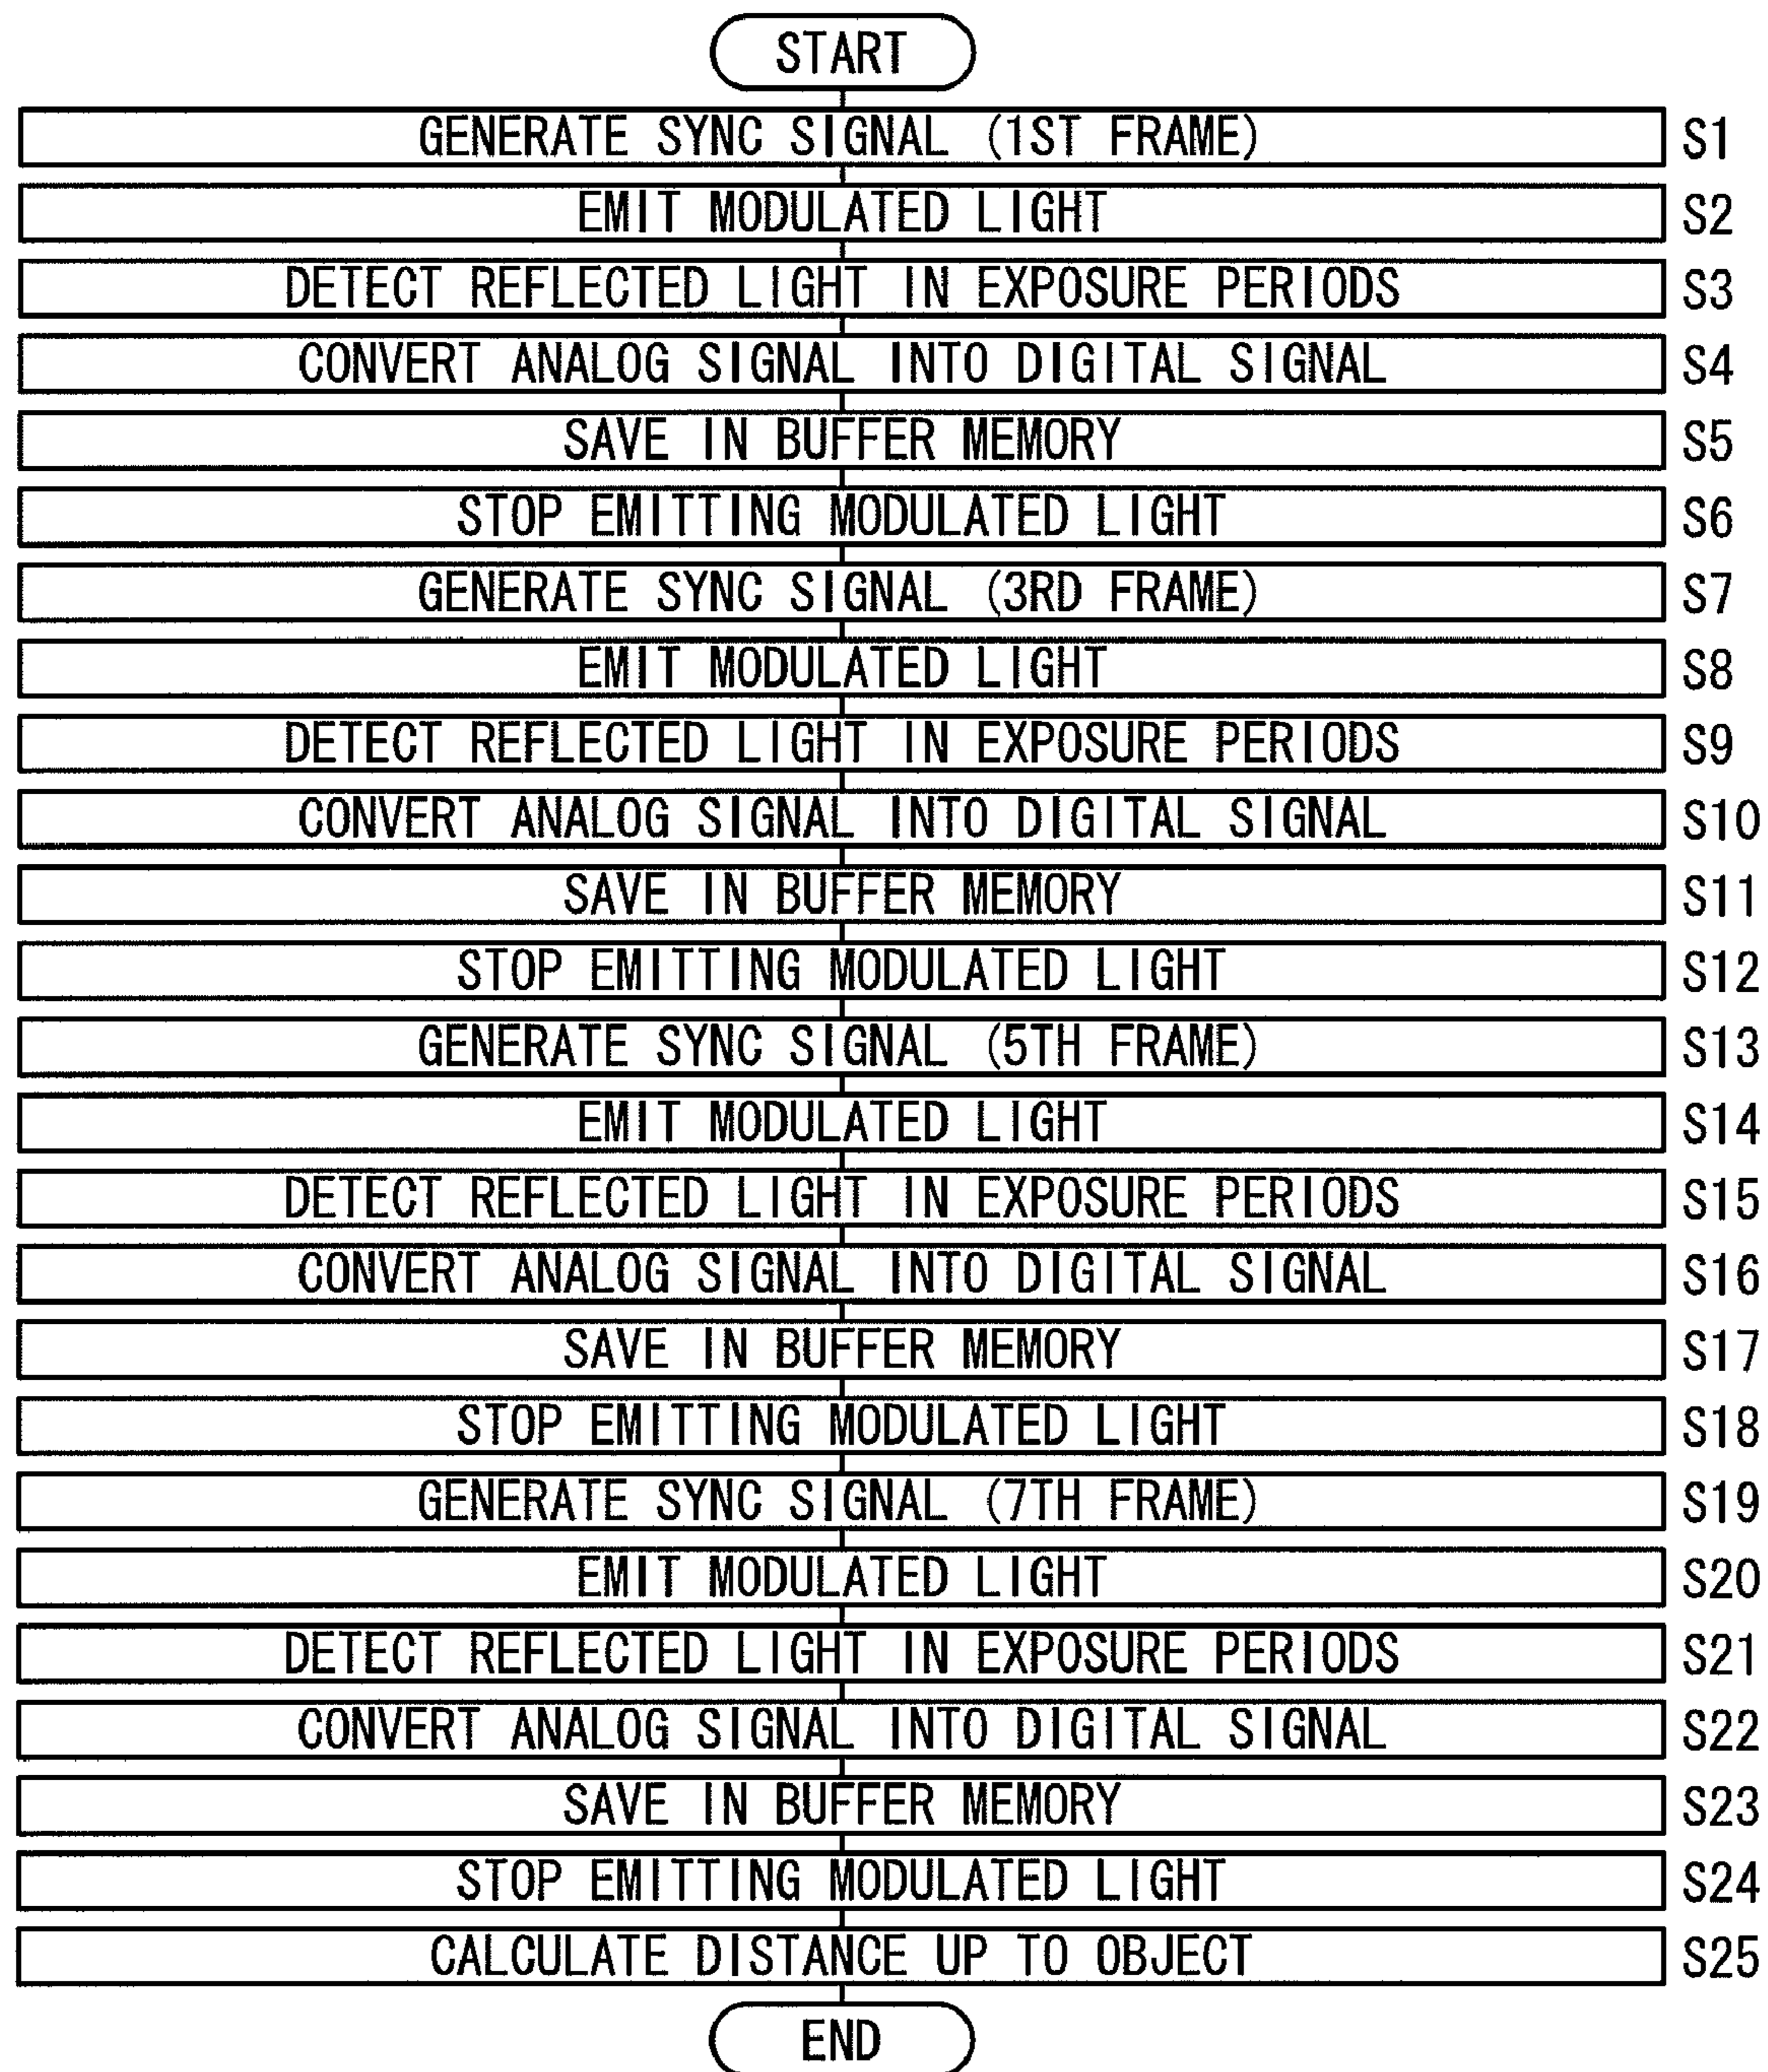 START
GENERATE SYNC SIGNAL (1ST FRAME) S1
EMIT MODULATED LIGHT S2
DETECT REFLECTED LIGHT IN EXPOSURE PERIODS S3
CONVERT ANALOG SIGNAL INTO DIGITAL SIGNAL S4
SAVE IN BUFFER MEMORY S5
STOP EMITTING MODULATED LIGHT S6
GENERATE SYNC SIGNAL (3RD FRAME) S7
EMIT MODULATED LIGHT S8
DETECT REFLECTED LIGHT IN EXPOSURE PERIODS S9
CONVERT ANALOG SIGNAL INTO DIGITAL SIGNAL S10
SAVE IN BUFFER MEMORY S11
STOP EMITTING MODULATED LIGHT S12
GENERATE SYNC SIGNAL (5TH FRAME) S13
EMIT MODULATED LIGHT S14
DETECT REFLECTED LIGHT IN EXPOSURE PERIODS S15
CONVERT ANALOG SIGNAL INTO DIGITAL SIGNAL S16
SAVE IN BUFFER MEMORY S17
STOP EMITTING MODULATED LIGHT S18
GENERATE SYNC SIGNAL (7TH FRAME) S19
EMIT MODULATED LIGHT S20
DETECT REFLECTED LIGHT IN EXPOSURE PERIODS S21
CONVERT ANALOG SIGNAL INTO DIGITAL SIGNAL S22
SAVE IN BUFFER MEMORY S23
STOP EMITTING MODULATED LIGHT S24
CALCULATE DISTANCE UP TO OBJECT S25
END